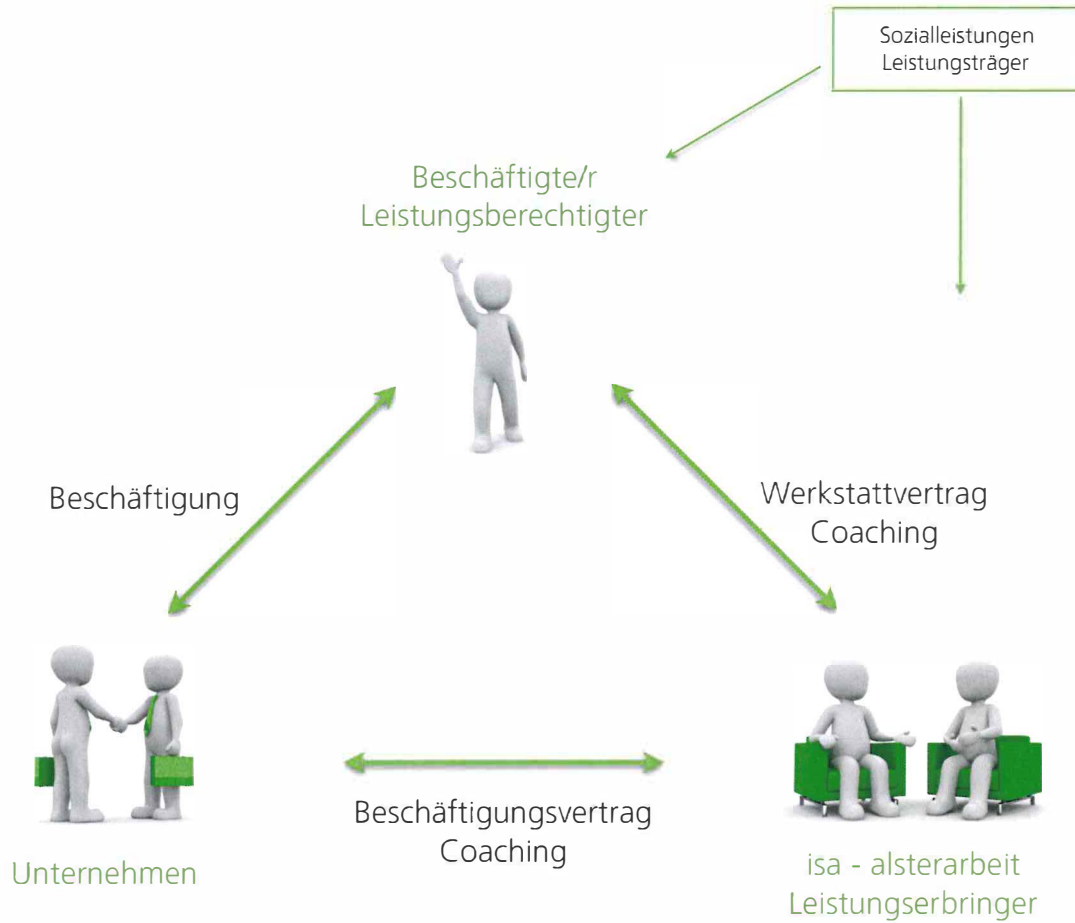 Sozialleistungen
Leistungsträger
Beschäftigte/r
Leistungsberechtigter
Beschäftigung
Werkstattvertrag
Coaching
Beschäftigungsvertrag
Coaching
Unternehmen
isa - alsterarbeit
Leistungserbringer